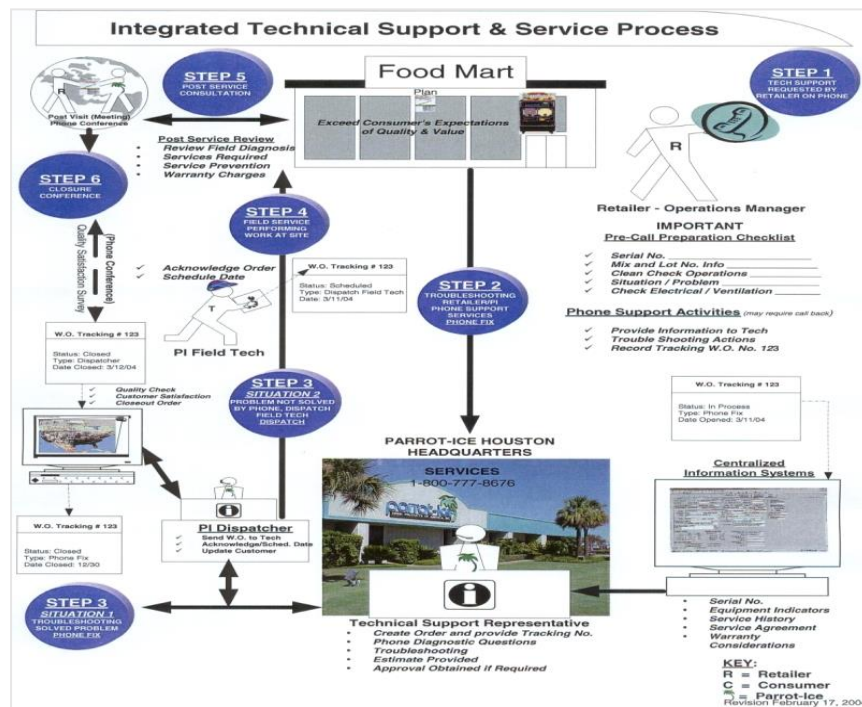 Integrated Technical Support & Service Process
STEP 5
POST SERVICE
CONSULTATION
Food Mart
Plan
Exceed Consumer's Expectations
of Quality & Value
STEP 1
TECH SUPPORT
REQUESTED BY
RETAILER ON PHONE
R
Post Visit (Meeting)
Phone Conference
Post Service Review
• Review Field Diagnosis
• Services Required
• Service Prevention
• Warranty Charges
STEP 6
CLOSURE
CONFERENCE
R
Retailer - Operations Manager
IMPORTANT
Pre-Call Preparation Checklist
✓ Serial No. ____________
✓ Mix and Lot No. Info ____________
✓ Clean Check Operations ____________
✓ Situation / Problem ____________
✓ Check Electrical / Ventilation ____________
Phone Support Activities (may require call back)
✓ Provide Information to Tech
✓ Trouble Shooting Actions
✓ Record Tracking W.O. No. 123
STEP 4
FIELD SERVICE
PERFORMING
WORK AT SITE
(Phone Conference)
Quality Satisfaction Survey
✓ Acknowledge Order
✓ Schedule Date
W.O. Tracking # 123
Status: Scheduled
Type: Dispatch Field Tech
Date: 3/11/04
T
PI Field Tech
STEP 2
TROUBLESHOOTING
RETAILER/PI
PHONE SUPPORT
SERVICES
PHONE FIX
W.O. Tracking # 123
Status: Closed
Type: Dispatcher
Date Closed: 3/12/04
✓ Quality Check
✓ Customer Satisfaction
✓ Closeout Order
STEP 3
SITUATION 2
PROBLEM NOT SOLVED
BY PHONE, DISPATCH
FIELD TECH
DISPATCH
W.O. Tracking # 123
Status: In Process
Type: Phone Fix
Date Opened: 3/11/04
PARROT-ICE HOUSTON
HEADQUARTERS
SERVICES
1-800-777-8676
parrot-ice
Centralized
Information Systems
W.O. Tracking # 123
Status: Closed
Type: Phone Fix
Date Closed: 12/30
PI Dispatcher
✓ Send W.O. to Tech
✓ Acknowledge/Sched. Date
✓ Update Customer
STEP 3
SITUATION 1
TROUBLESHOOTING
SOLVED PROBLEM
PHONE FIX
Technical Support Representative
• Create Order and provide Tracking No.
• Phone Diagnostic Questions
• Troubleshooting
• Estimate Provided
• Approval Obtained if Required
• Serial No.
• Equipment Indicators
• Service History
• Service Agreement
• Warranty
Considerations
KEY:
R = Retailer
C = Consumer
= Parrot-Ice
Revision February 17, 200